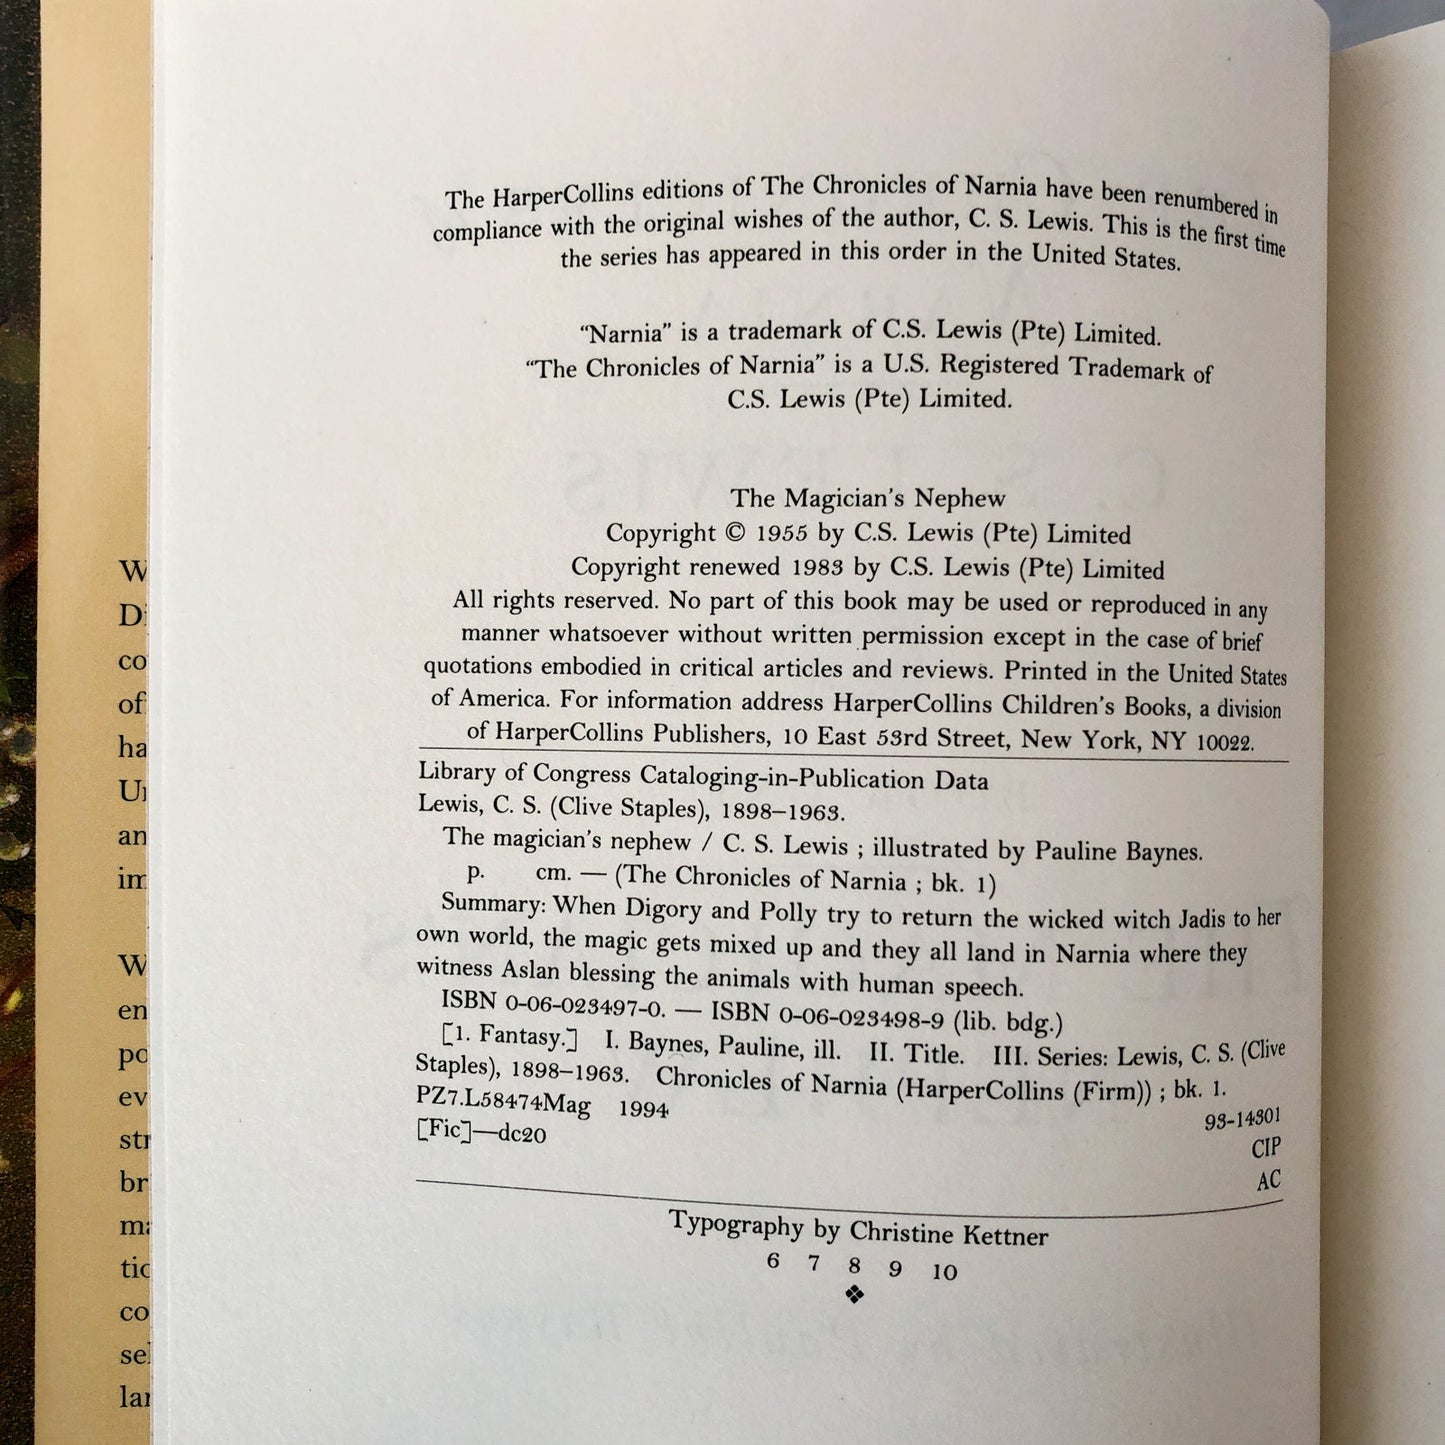 The HarperCollins editions of The Chronicles of Narnia have been renumbered in
compliance with the original wishes of the author, C. S. Lewis. This is the first time
the series has appeared in this order in the United States.
“Narnia” is a trademark of C.S. Lewis (Pte) Limited.
“The Chronicles of Narnia” is a U.S. Registered Trademark of
C.S. Lewis (Pte) Limited.
The Magician’s Nephew
Copyright © 1955 by C.S. Lewis (Pte) Limited
Copyright renewed 1983 by C.S. Lewis (Pte) Limited
All rights reserved. No part of this book may be used or reproduced in any
manner whatsoever without written permission except in the case of brief
quotations embodied in critical articles and reviews. Printed in the United States
of America. For information address HarperCollins Children’s Books, a division
of HarperCollins Publishers, 10 East 53rd Street, New York, NY 10022.
Library of Congress Cataloging-in-Publication Data
Lewis, C. S. (Clive Staples), 1898–1963.
The magician’s nephew / C. S. Lewis ; illustrated by Pauline Baynes.
p. cm. — (The Chronicles of Narnia ; bk. 1)
Summary: When Digory and Polly try to return the wicked witch Jadis to her
own world, the magic gets mixed up and they all land in Narnia where they
witness Aslan blessing the animals with human speech.
ISBN 0-06-023497-0. — ISBN 0-06-023498-9 (lib. bdg.)
[1. Fantasy.] I. Baynes, Pauline, ill. II. Title. III. Series: Lewis, C. S. (Clive
Staples), 1898–1963. Chronicles of Narnia (HarperCollins (Firm)) ; bk. 1.
PZ7.L58474Mag 1994 93-14301
[Fic]—dc20 CIP
AC
Typography by Christine Kettner
6 7 8 9 10